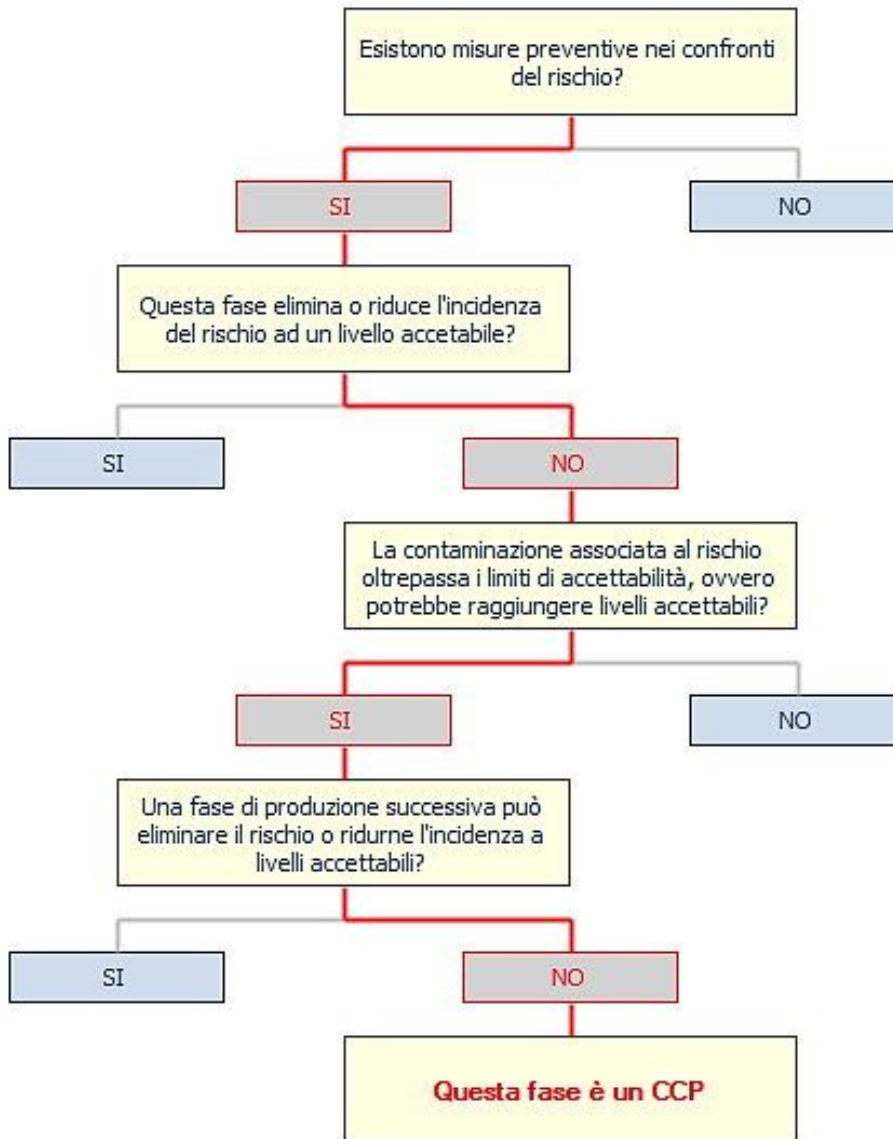 Esistono misure preventive nei confronti
del rischio?
SI
NO
Questa fase elimina o riduce l'incidenza
del rischio ad un livello accetabile?
SI
NO
La contaminazione associata al rischio
oltrepassa i limiti di accettabilità, ovvero
potrebbe raggiungere livelli accettabili?
SI
NO
Una fase di produzione successiva può
eliminare il rischio o ridurne l'incidenza a
livelli accettabili?
SI
NO
Questa fase è un CCP